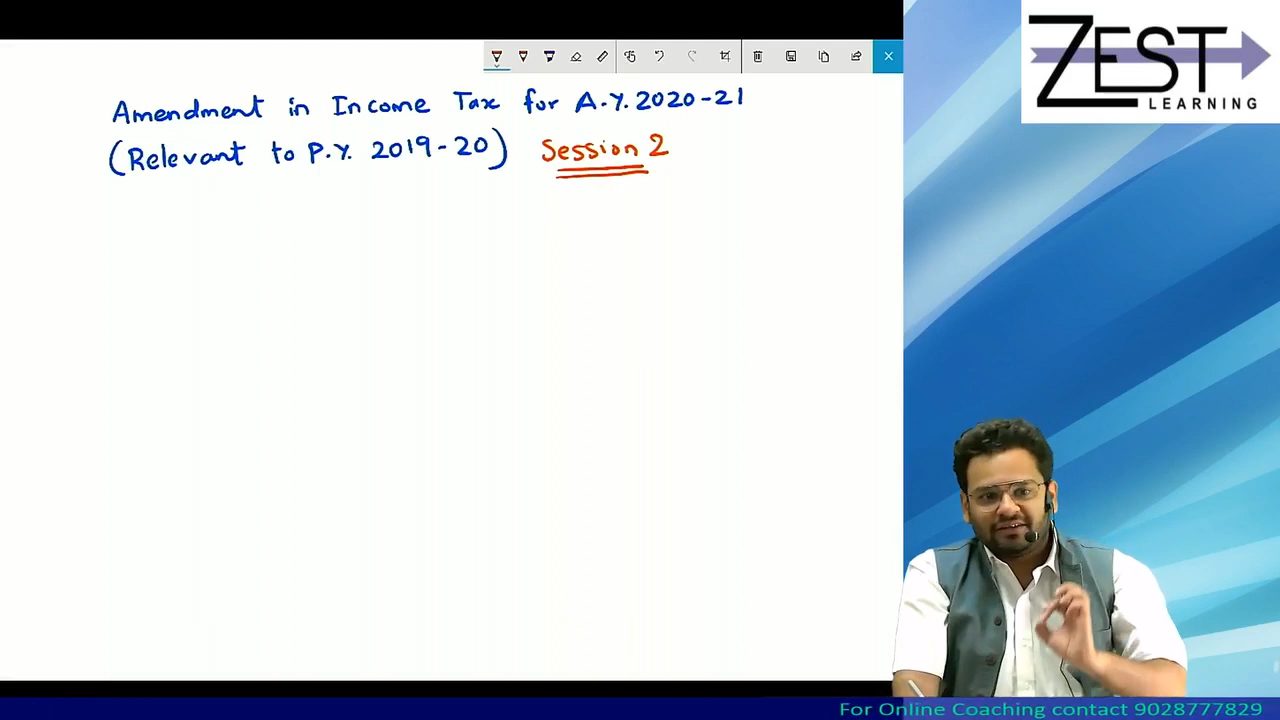 Amendment in Income Tax for A.Y. 2020-21
(Relevant to P.Y. 2019-20) Session 2
ZEST
LEARNING
For Online Coaching contact 9028777829